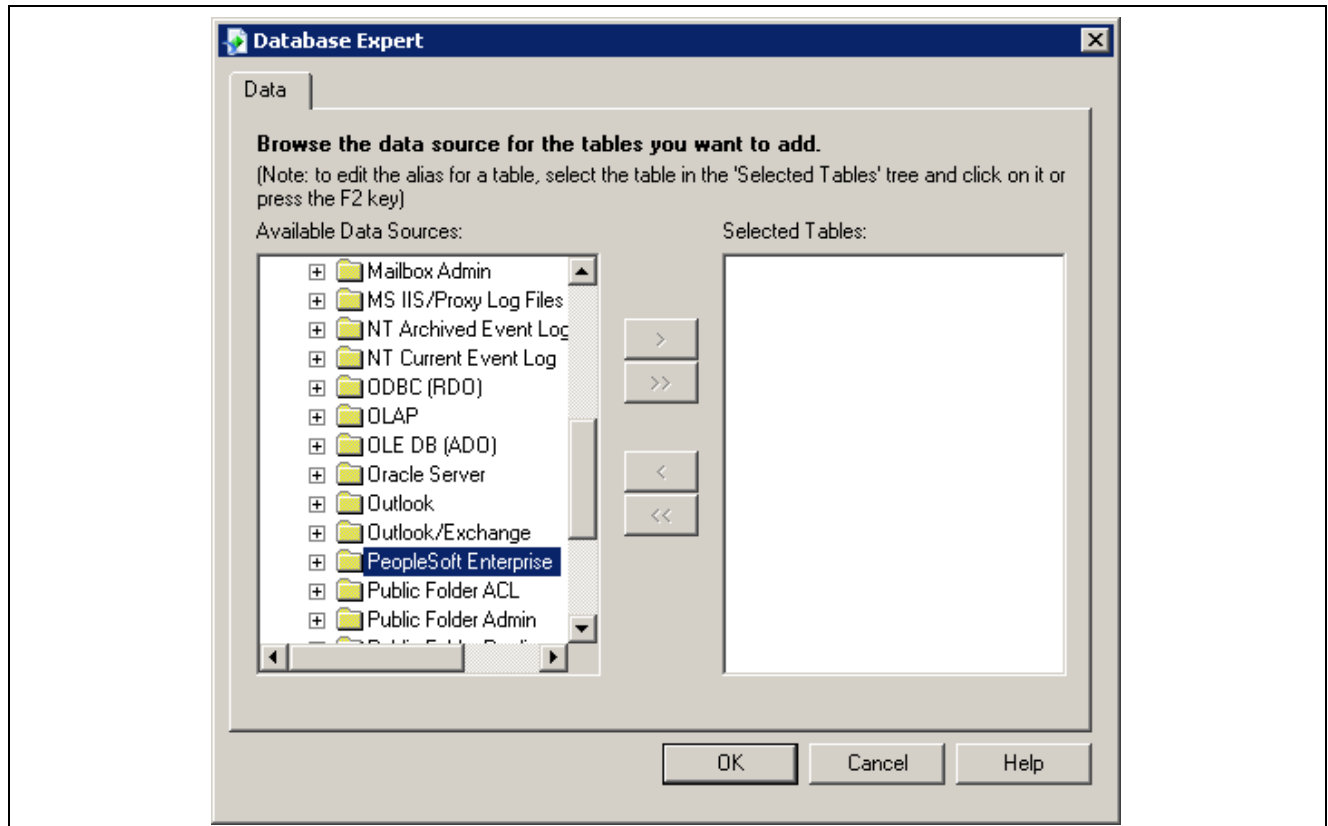 Database Expert
Data
Browse the data source for the tables you want to add.
(Note: to edit the alias for a table, select the table in the 'Selected Tables' tree and click on it or
press the F2 key)
Available Data Sources:
Selected Tables:
Mailbox Admin
MS IIS/Proxy Log Files
NT Archived Event Log
NT Current Event Log
ODBC (RDO)
OLAP
OLE DB (ADO)
Oracle Server
Outlook
Outlook/Exchange
PeopleSoft Enterprise
Public Folder ACL
Public Folder Admin
>
>>
<
<<
OK
Cancel
Help